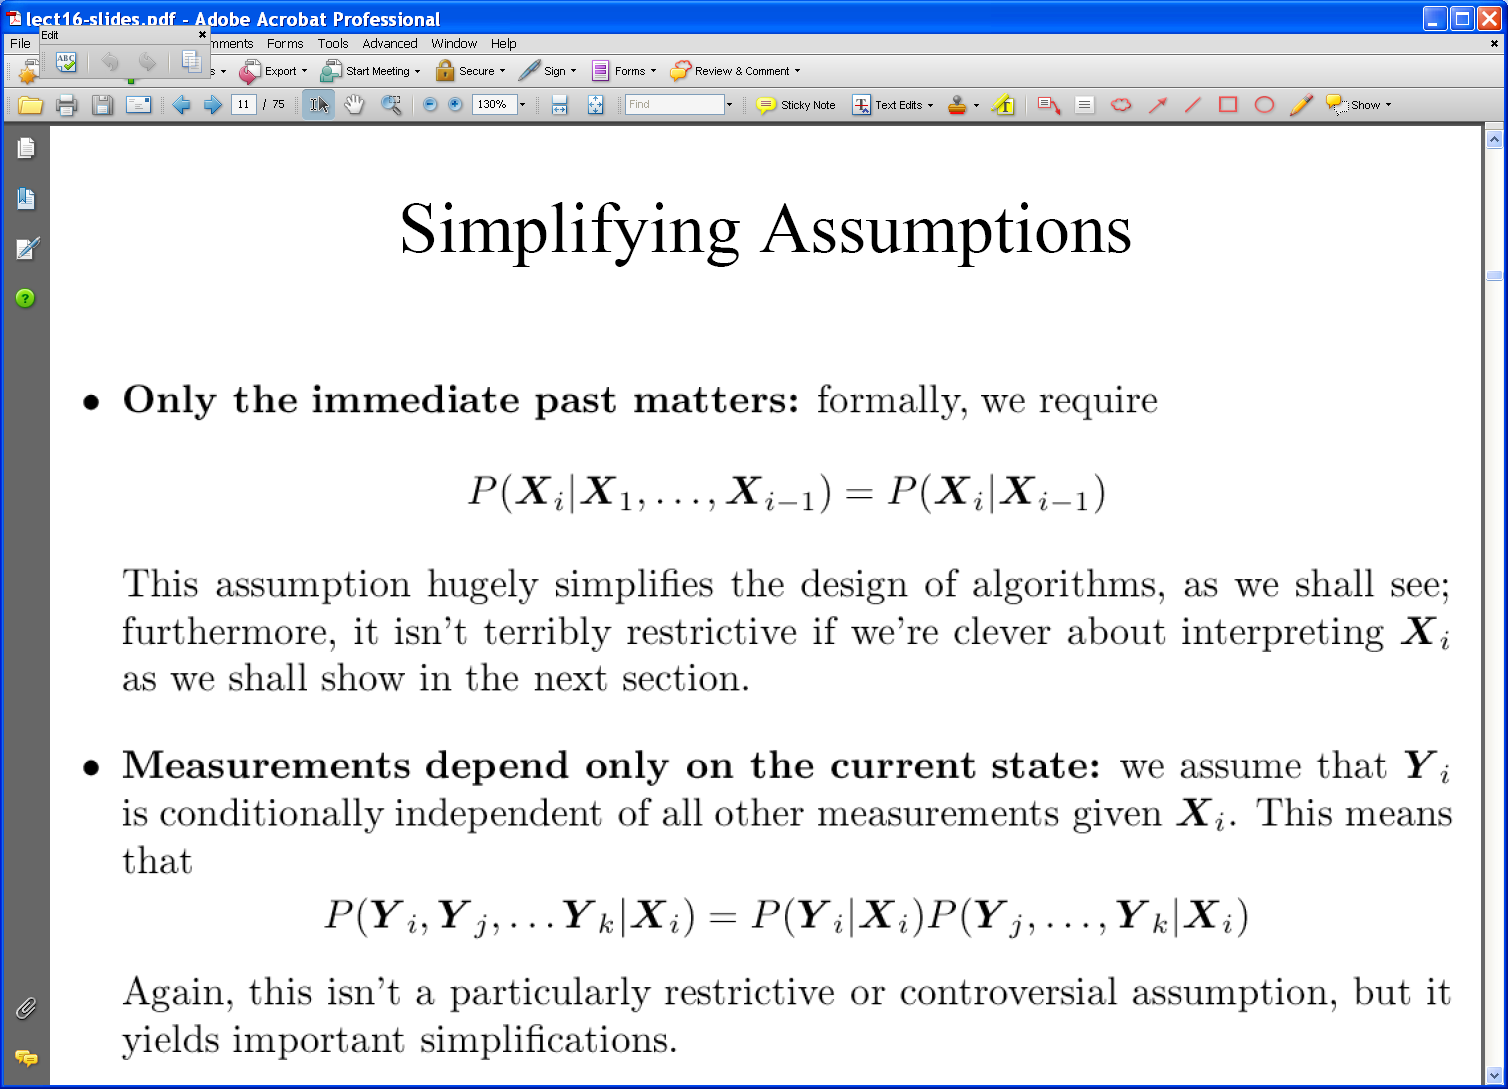 lect16-slides.pdf - Adobe Acrobat Professional
File mments Forms Tools Advanced Window Help
Edit
ABC s Export Start Meeting Secure Sign Forms Review & Comment
11 / 75 130% Find Sticky Note T Text Edits T Show
Simplifying Assumptions
• Only the immediate past matters: formally, we require
P(X_i|X_1, . . . , X_{i−1}) = P(X_i|X_{i−1})
This assumption hugely simplifies the design of algorithms, as we shall see;
furthermore, it isn't terribly restrictive if we're clever about interpreting X_i
as we shall show in the next section.
• Measurements depend only on the current state: we assume that Y_i
is conditionally independent of all other measurements given X_i. This means
that
P(Y_i, Y_j, . . . Y_k|X_i) = P(Y_i|X_i)P(Y_j, . . . , Y_k|X_i)
Again, this isn't a particularly restrictive or controversial assumption, but it
yields important simplifications.